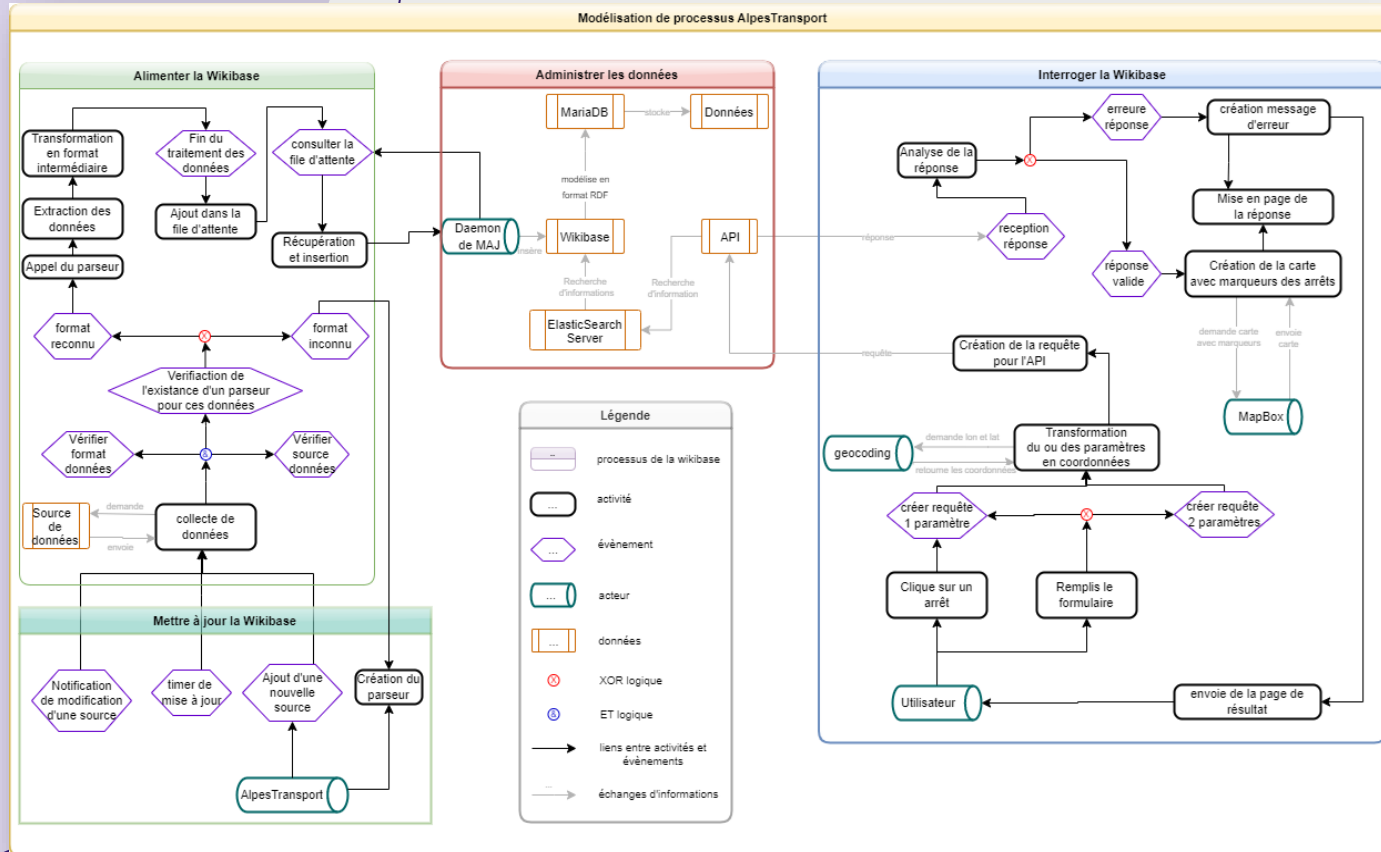 Modélisation de processus AlpesTransport
Alimenter la Wikibase
Transformation
en format
intermédiaire
Fin du
traitement des
données
consulter la
file d'attente
Extraction des
données
Ajout dans la
file d'attente
Récupération
et insertion
Appel du parseur
format
reconnu
format
inconnu
Verifiaction de
l'existance d'un parseur
pour ces données
Vérifier
format
données
Vérifier
source
données
Source
de
données
demande
envoie
collecte de
données
Mettre à jour la Wikibase
Notification
de modification
d'une source
timer de
mise à jour
Ajout d'une
nouvelle
source
Création du
parseur
AlpesTransport
Administrer les données
MariaDB
stocke
Données
modélise en
format RDF
Daemon
de MAJ
insère
Wikibase
API
Recherche
d'informations
Recherche
d'information
ElasticSearch
Server
réponse
requête
Légende
...
processus de la wikibase
...
activité
...
évènement
...
acteur
...
données
X
XOR logique
&
ET logique
liens entre activités et
évènements
...
échanges d'informations
Interroger la Wikibase
erreure
réponse
création message
d'erreur
Analyse de la
réponse
Mise en page de
la réponse
reception
réponse
réponse
valide
Création de la carte
avec marqueurs des arrêts
demande carte
avec marqueurs
envoie
carte
MapBox
Création de la requête
pour l'API
geocoding
demande lon et lat
retourne les coordonnées
Transformation
du ou des paramètres
en coordonnées
créer requête
1 paramètre
créer requête
2 paramètres
Clique sur un
arrêt
Remplis le
formulaire
Utilisateur
envoie de la page de
résultat